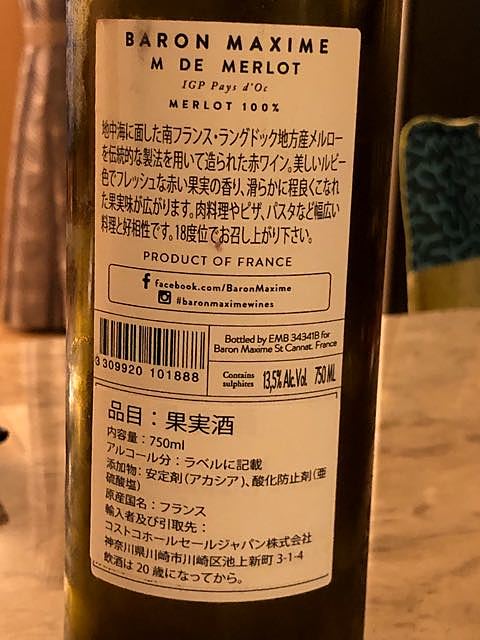 BARON MAXIME
M DE MERLOT
IGP Pays d'Oc
MERLOT 100%
地中海に面した南フランス・ラングドック地方産メルロー
を伝統的な製法を用いて造られた赤ワイン。美しいルビー
色でフレッシュな赤い果実の香り、滑らかに程良くこなれ
た果実味が広がります。肉料理やピザ、パスタなど幅広い
料理と好相性です。18度位でお召し上がり下さい。
PRODUCT OF FRANCE
facebook.com/BaronMaxime
#baronmaximewines
Bottled by EMB 34341B for
Baron Maxime St Cannat. France
3 309920 101888
Contains
sulphites
13,5% Alc.Vol. 750 ML
品目：果実酒
内容量：750ml
アルコール分：ラベルに記載
添加物：安定剤(アカシア)、酸化防止剤(亜
硫酸塩)
原産国名：フランス
輸入者及び引取先：
コストコホールセールジャパン株式会社
神奈川県川崎市川崎区池上新町3-1-4
飲酒は20歳になってから。